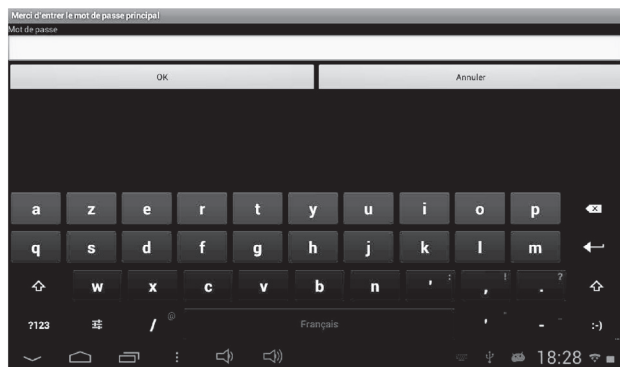 Merci d'entrer le mot de passe principal
Mot de passe
OK Annuler
a z e r t y u i o p
q s d f g h j k l m
w x c v b n ' : , ! . ?
?123 / @ Français ' - :-)
18:28